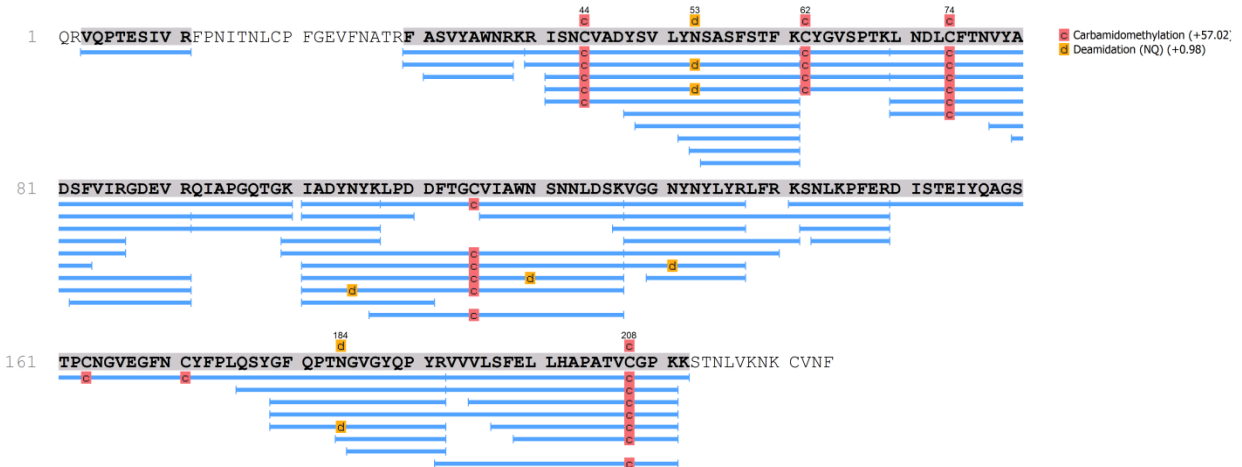 44 53 62 74
c d c c
1 QRVQPTESIV RFPNITNLCP FGEVFNATRF ASVYAWNRKR ISNCVADYSV LYNSASFSTF KCYGVSPTKL NDLCFTNVYA
c c c
c d c c
c c c
c d c c
c c
c
c Carbamidomethylation (+57.02)
d Deamidation (NQ) (+0.98)
81 DSFVIRGDEV RQIAPGQTGK IADYNYKLPD DFTGCVIAWN SNNLDSKVGG NYNYLYRLFR KSNLKPFERD ISTEIYQAGS
c
c
c d
c d
d c
c
184 208
d c
161 TPCNGVEGFN CYFPLQSYGF QPTNGVGYQP YRVVVLSFEL LHAPATVCGP KKSTNLVKNK CVNF
c c c
c
c
c
d c
c
c